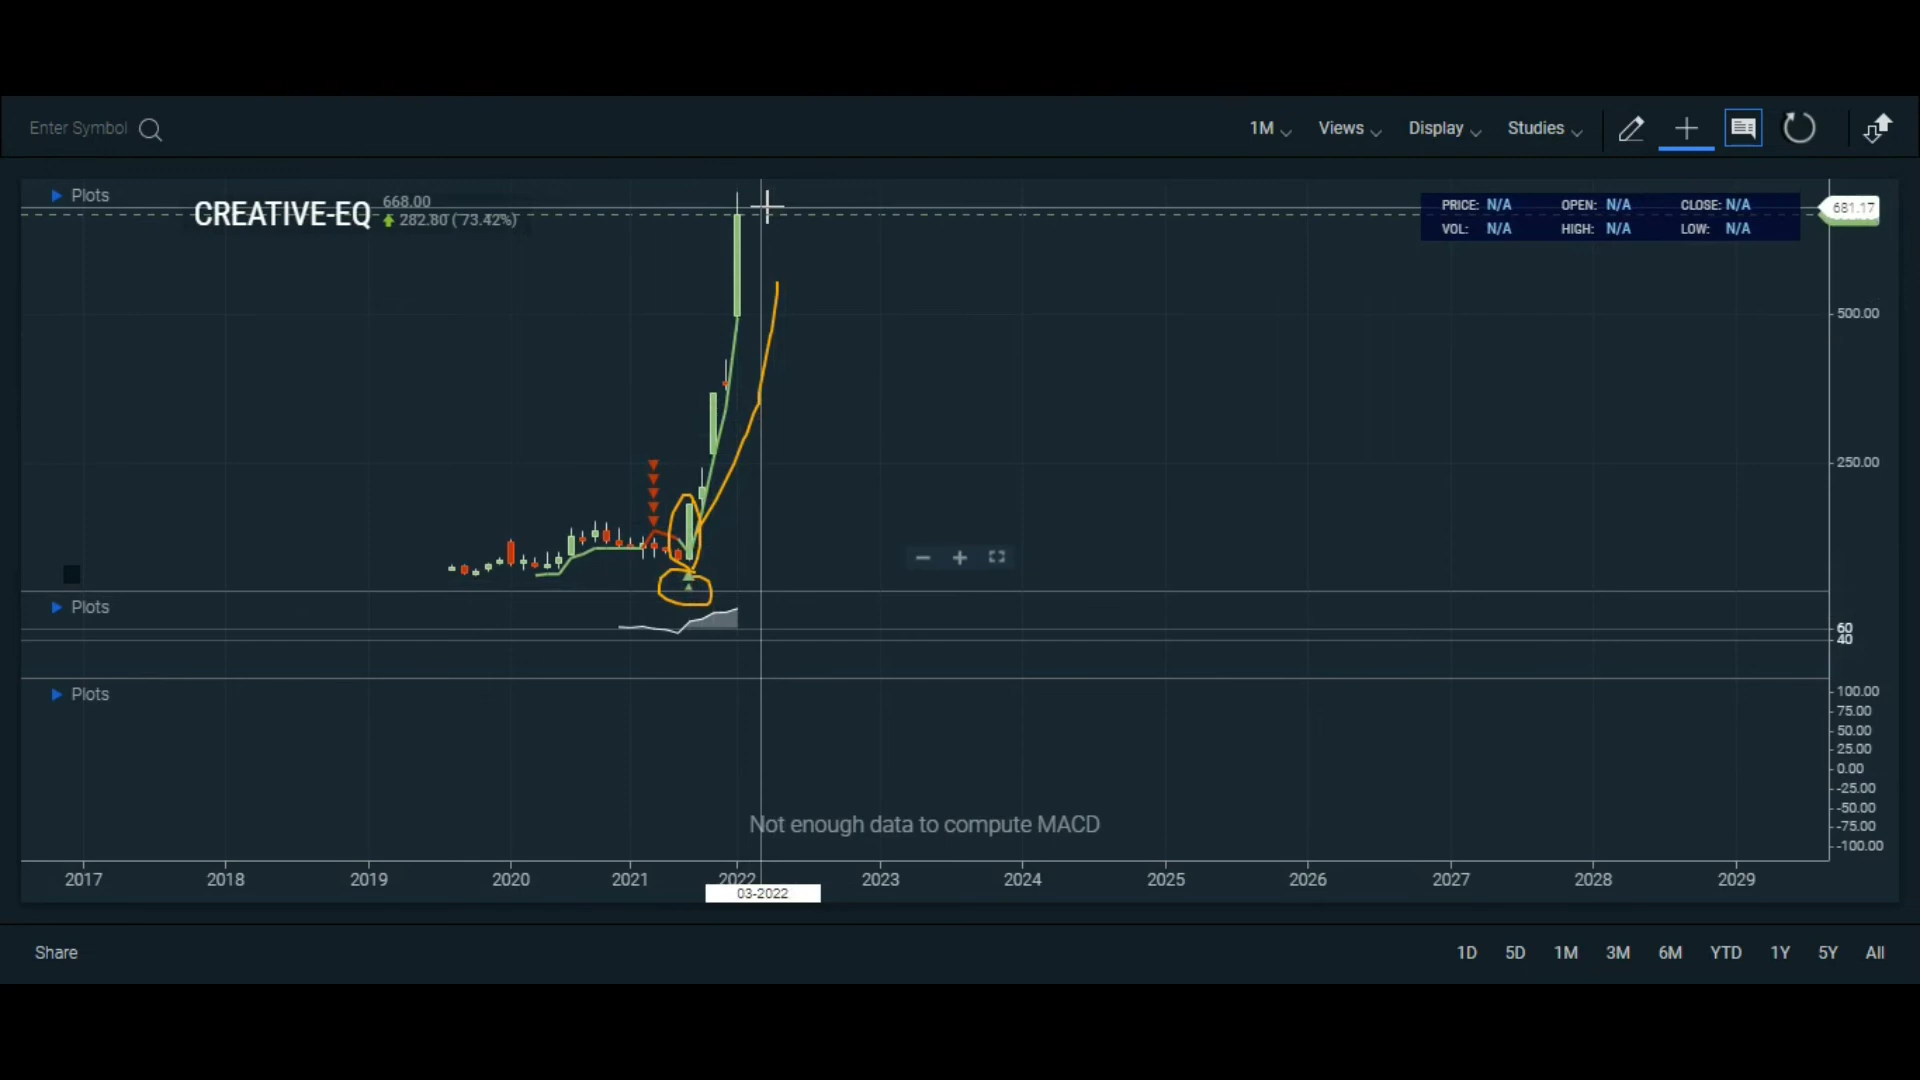 Enter Symbol
1M Views Display Studies
Plots
CREATIVE-EQ
668.00
282.80 ( 73.42%)
PRICE: N/A OPEN: N/A CLOSE: N/A
VOL: N/A HIGH: N/A LOW: N/A
681.17
500.00
250.00
Plots
60
40
Plots
100.00
75.00
50.00
25.00
0.00
-25.00
-50.00
-75.00
-100.00
Not enough data to compute MACD
2017 2018 2019 2020 2021 2022 2023 2024 2025 2026 2027 2028 2029
03-2022
Share
1D 5D 1M 3M 6M YTD 1Y 5Y All